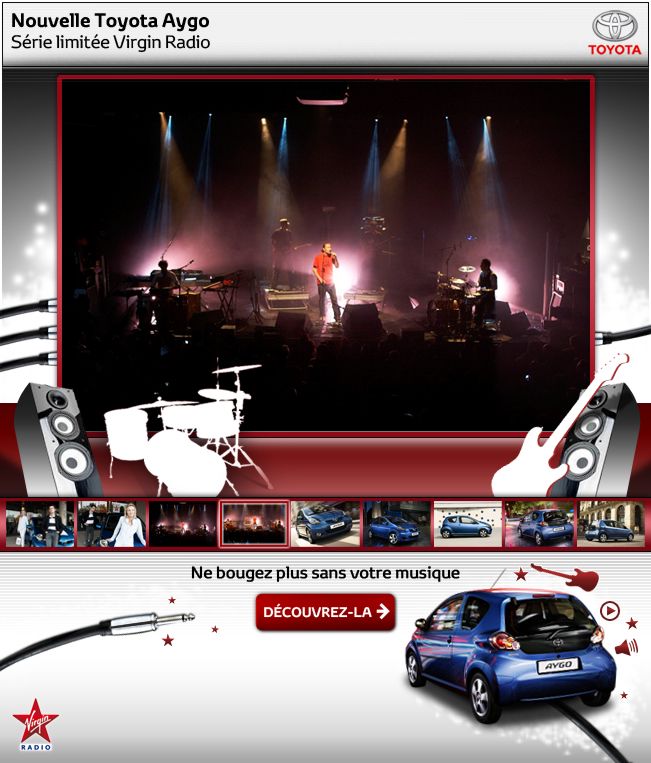 Nouvelle Toyota Aygo
Série limitée Virgin Radio
TOYOTA
Ne bougez plus sans votre musique
DÉCOUVREZ-LA
AYGO
Virgin
RADIO